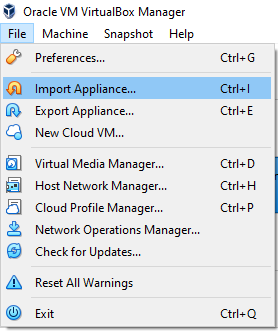 Oracle VM VirtualBox Manager
File Machine Snapshot Help
Preferences... Ctrl+G
Import Appliance... Ctrl+I
Export Appliance... Ctrl+E
New Cloud VM...
Virtual Media Manager... Ctrl+D
Host Network Manager... Ctrl+H
Cloud Profile Manager... Ctrl+P
Network Operations Manager...
Check for Updates...
Reset All Warnings
Exit Ctrl+Q